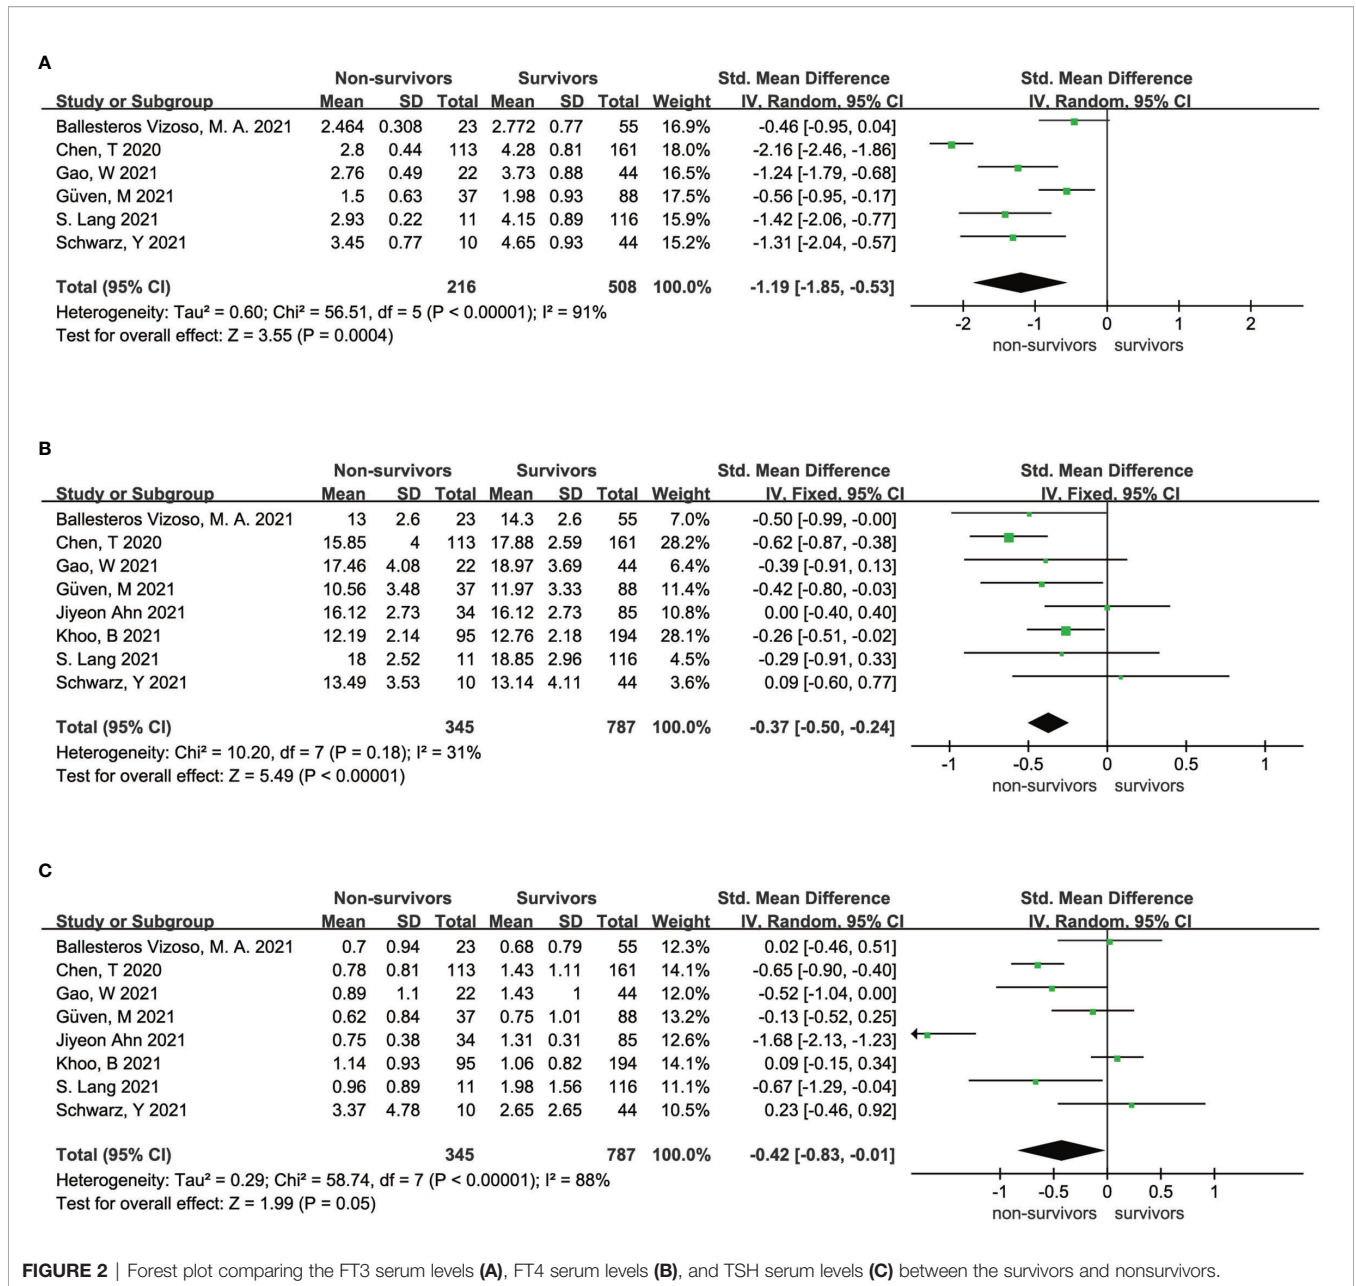 A
Non-survivors Survivors Std. Mean Difference Std. Mean Difference
Study or Subgroup Mean SD Total Mean SD Total Weight IV, Random, 95% CI IV, Random, 95% CI
Ballesteros Vizoso, M. A. 2021 2.464 0.308 23 2.772 0.77 55 16.9% -0.46 [-0.95, 0.04]
Chen, T 2020 2.8 0.44 113 4.28 0.81 161 18.0% -2.16 [-2.46, -1.86]
Gao, W 2021 2.76 0.49 22 3.73 0.88 44 16.5% -1.24 [-1.79, -0.68]
Güven, M 2021 1.5 0.63 37 1.98 0.93 88 17.5% -0.56 [-0.95, -0.17]
S. Lang 2021 2.93 0.22 11 4.15 0.89 116 15.9% -1.42 [-2.06, -0.77]
Schwarz, Y 2021 3.45 0.77 10 4.65 0.93 44 15.2% -1.31 [-2.04, -0.57]
Total (95% CI) 216 508 100.0% -1.19 [-1.85, -0.53]
Heterogeneity: Tau² = 0.60; Chi² = 56.51, df = 5 (P < 0.00001); I² = 91%
Test for overall effect: Z = 3.55 (P = 0.0004)
-2 -1 0 1 2
non-survivors survivors
B
Non-survivors Survivors Std. Mean Difference Std. Mean Difference
Study or Subgroup Mean SD Total Mean SD Total Weight IV, Fixed, 95% CI IV, Fixed, 95% CI
Ballesteros Vizoso, M. A. 2021 13 2.6 23 14.3 2.6 55 7.0% -0.50 [-0.99, -0.00]
Chen, T 2020 15.85 4 113 17.88 2.59 161 28.2% -0.62 [-0.87, -0.38]
Gao, W 2021 17.46 4.08 22 18.97 3.69 44 6.4% -0.39 [-0.91, 0.13]
Güven, M 2021 10.56 3.48 37 11.97 3.33 88 11.4% -0.42 [-0.80, -0.03]
Jiyeon Ahn 2021 16.12 2.73 34 16.12 2.73 85 10.8% 0.00 [-0.40, 0.40]
Khoo, B 2021 12.19 2.14 95 12.76 2.18 194 28.1% -0.26 [-0.51, -0.02]
S. Lang 2021 18 2.52 11 18.85 2.96 116 4.5% -0.29 [-0.91, 0.33]
Schwarz, Y 2021 13.49 3.53 10 13.14 4.11 44 3.6% 0.09 [-0.60, 0.77]
Total (95% CI) 345 787 100.0% -0.37 [-0.50, -0.24]
Heterogeneity: Chi² = 10.20, df = 7 (P = 0.18); I² = 31%
Test for overall effect: Z = 5.49 (P < 0.00001)
-1 -0.5 0 0.5 1
non-survivors survivors
C
Non-survivors Survivors Std. Mean Difference Std. Mean Difference
Study or Subgroup Mean SD Total Mean SD Total Weight IV, Random, 95% CI IV, Random, 95% CI
Ballesteros Vizoso, M. A. 2021 0.7 0.94 23 0.68 0.79 55 12.3% 0.02 [-0.46, 0.51]
Chen, T 2020 0.78 0.81 113 1.43 1.11 161 14.1% -0.65 [-0.90, -0.40]
Gao, W 2021 0.89 1.1 22 1.43 1 44 12.0% -0.52 [-1.04, 0.00]
Güven, M 2021 0.62 0.84 37 0.75 1.01 88 13.2% -0.13 [-0.52, 0.25]
Jiyeon Ahn 2021 0.75 0.38 34 1.31 0.31 85 12.6% -1.68 [-2.13, -1.23]
Khoo, B 2021 1.14 0.93 95 1.06 0.82 194 14.1% 0.09 [-0.15, 0.34]
S. Lang 2021 0.96 0.89 11 1.98 1.56 116 11.1% -0.67 [-1.29, -0.04]
Schwarz, Y 2021 3.37 4.78 10 2.65 2.65 44 10.5% 0.23 [-0.46, 0.92]
Total (95% CI) 345 787 100.0% -0.42 [-0.83, -0.01]
Heterogeneity: Tau² = 0.29; Chi² = 58.74, df = 7 (P < 0.00001); I² = 88%
Test for overall effect: Z = 1.99 (P = 0.05)
-1 -0.5 0 0.5 1
non-survivors survivors
FIGURE 2 | Forest plot comparing the FT3 serum levels (A), FT4 serum levels (B), and TSH serum levels (C) between the survivors and nonsurvivors.